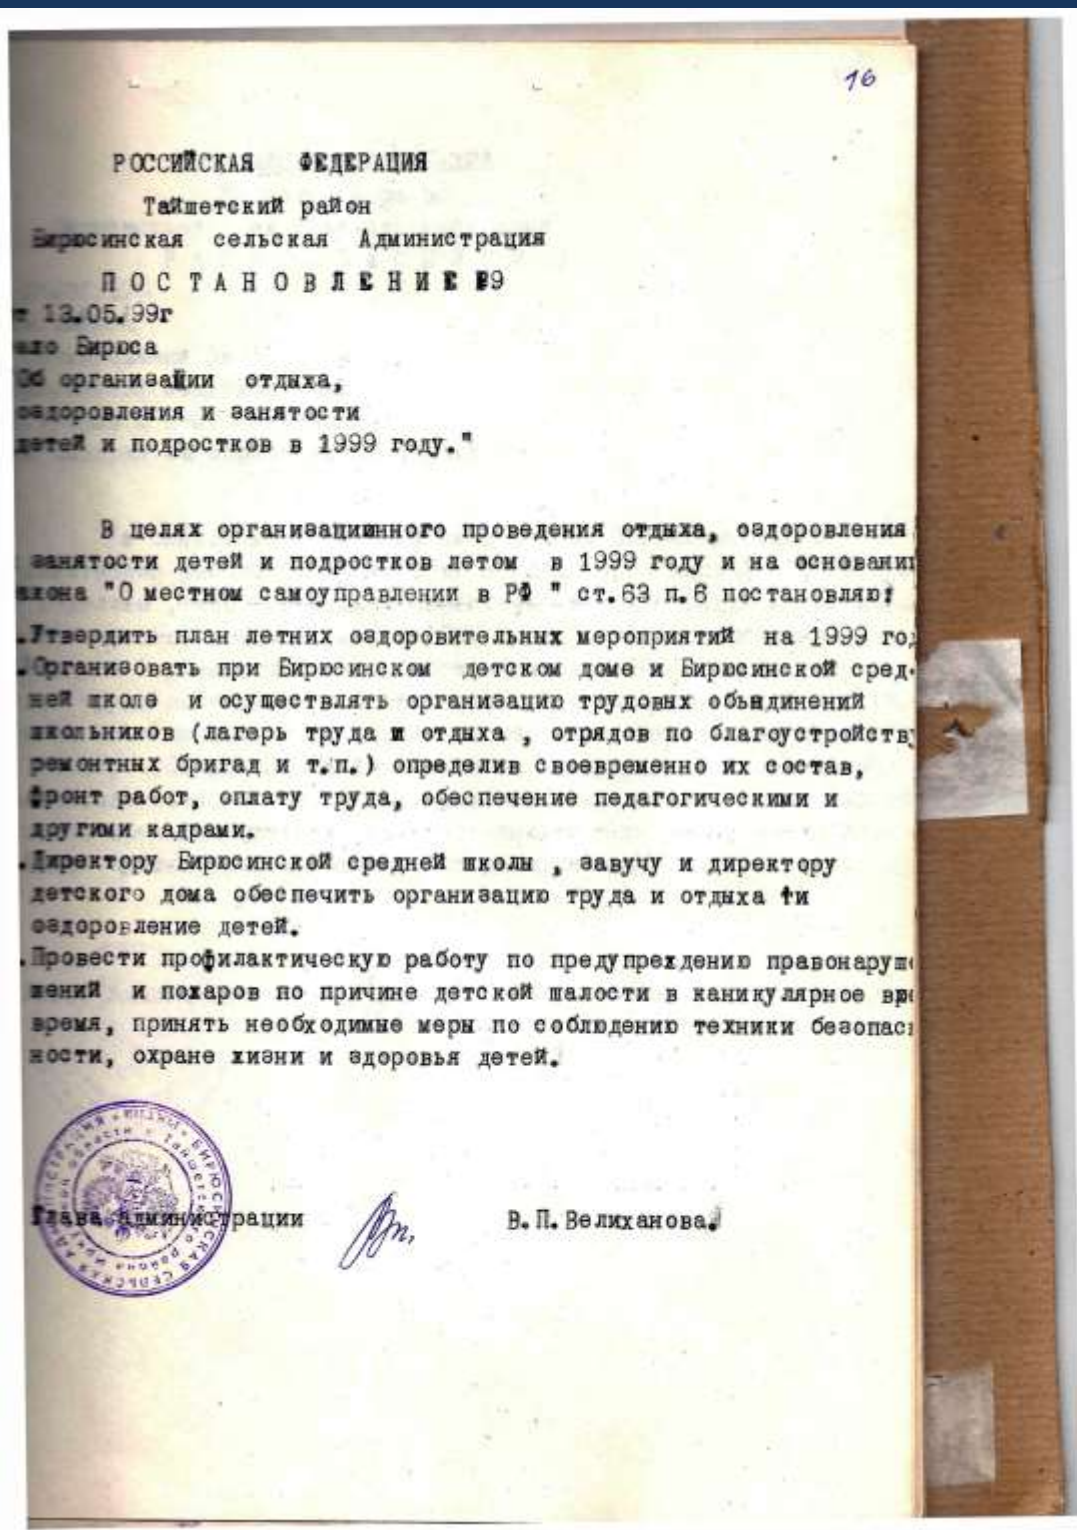 16
РОССИЙСКАЯ ФЕДЕРАЦИЯ
Тайшетский район
Бирюсинская сельская Администрация
ПОСТАНОВЛЕНИЕ №9
т 13.05.99г
ело Бирюса
Об организации отдыха,
оздоровления и занятости
детей и подростков в 1999 году."
В целях организациинного проведения отдыха, оздоровления
занятости детей и подростков летом в 1999 году и на основании
акона "О местном самоуправлении в РФ " ст.63 п.6 постановляю:
.Утвердить план летних оздоровительных мероприятий на 1999 год
.Организовать при Бирюсинском детском доме и Бирюсинской сред-
ней школе и осуществлять организацию трудовых объединений
школьников (лагерь труда и отдыха , отрядов по благоустройству
ремонтных бригад и т.п.) определив своевременно их состав,
фронт работ, оплату труда, обеспечение педагогическими и
другими кадрами.
.Директору Бирюсинской средней школы , завучу и директору
детского дома обеспечить организацию труда и отдыха и
оздоровление детей.
.Провести профилактическую работу по предупреждению правонаруше
шений и пожаров по причине детской шалости в каникулярное вре
время, принять необходимые меры по соблюдению техники безопас
ности, охране жизни и здоровья детей.
Глава администрации В.П.Велиханова.